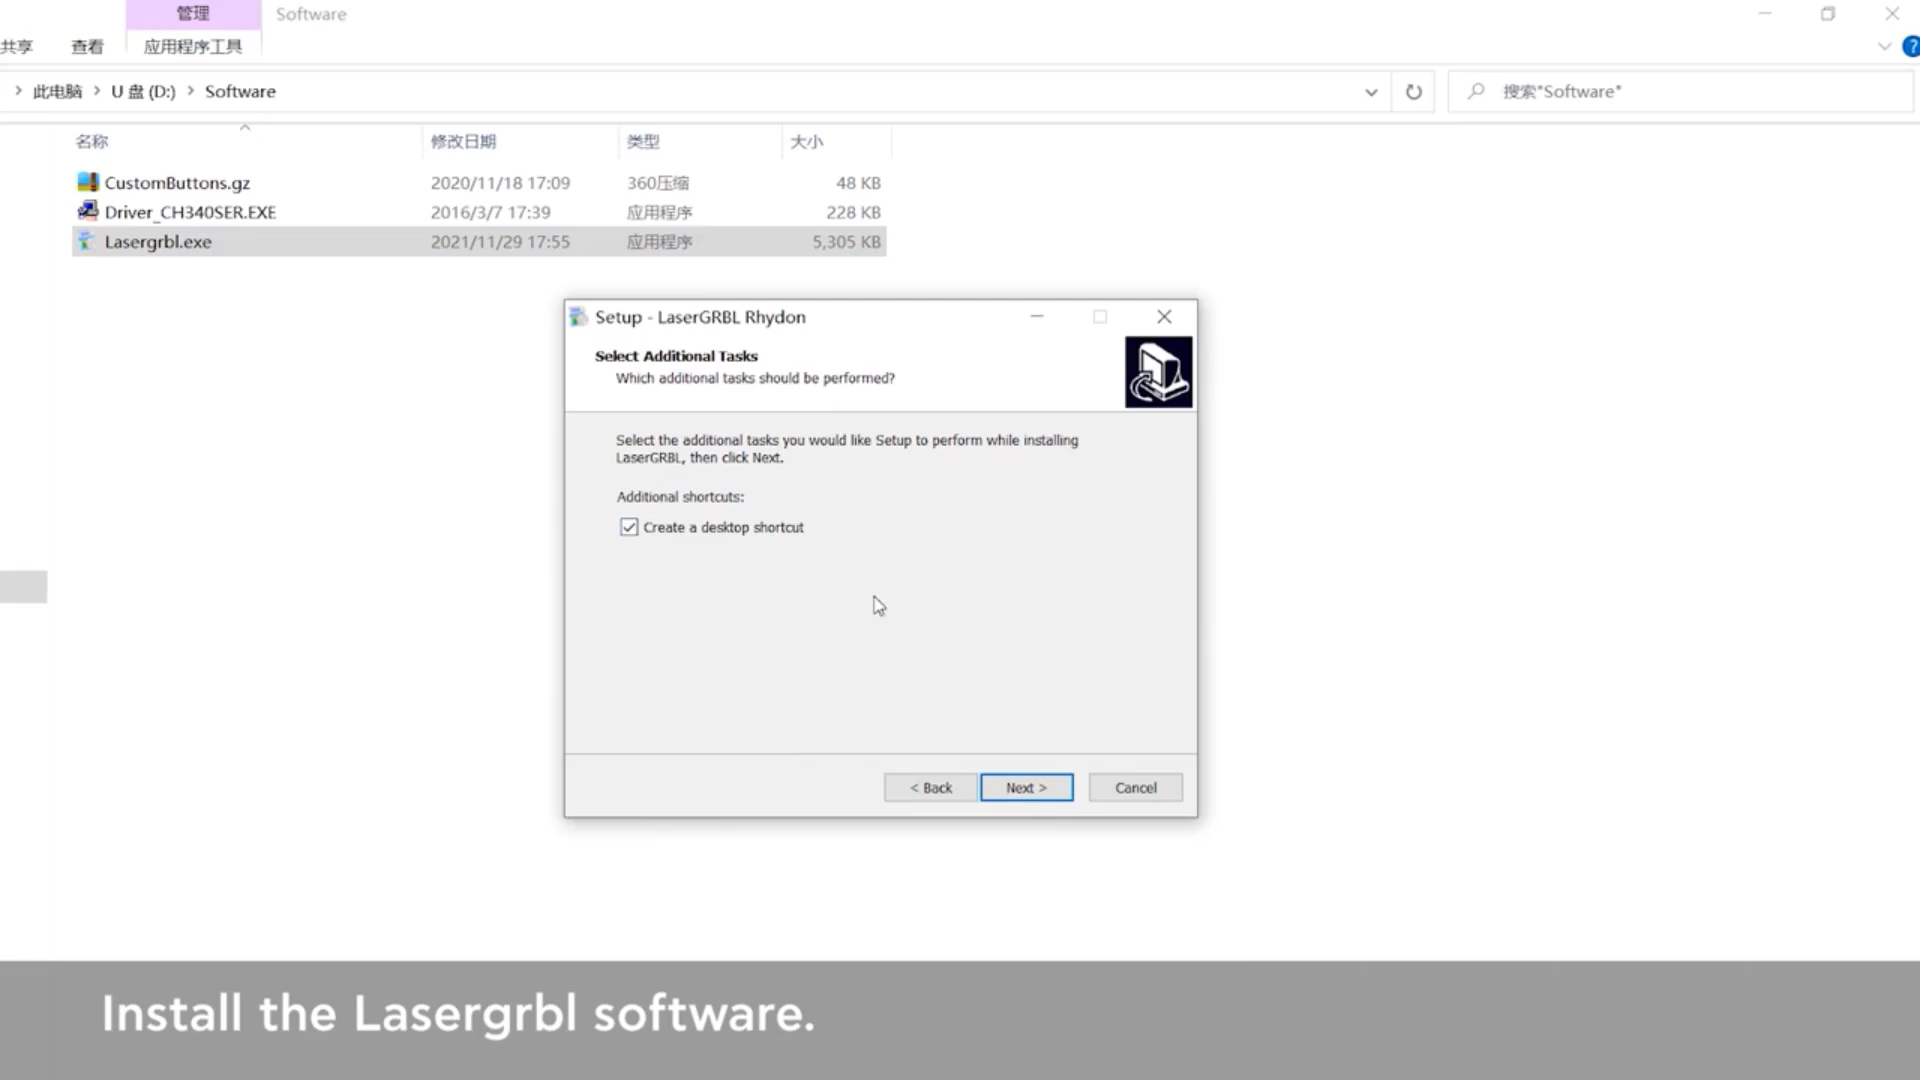 管理
Software
共享
查看
应用程序工具
此电脑 > U 盘 (D:) > Software
搜索"Software"
名称
修改日期
类型
大小
CustomButtons.gz
2020/11/18 17:09
360压缩
48 KB
Driver_CH340SER.EXE
2016/3/7 17:39
应用程序
228 KB
Lasergrbl.exe
2021/11/29 17:55
应用程序
5,305 KB
Setup - LaserGRBL Rhydon
Select Additional Tasks
Which additional tasks should be performed?
Select the additional tasks you would like Setup to perform while installing
LaserGRBL, then click Next.
Additional shortcuts:
Create a desktop shortcut
< Back
Next >
Cancel
Install the Lasergrbl software.